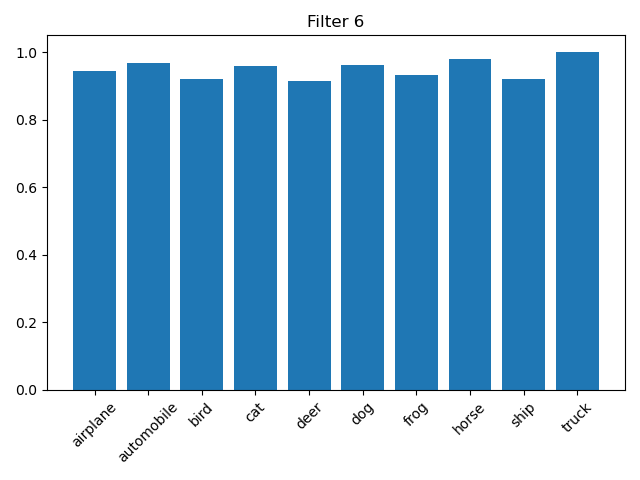 Filter 6
1.0
0.8
0.6
0.4
0.2
0.0
airplane
automobile
bird
cat
deer
dog
frog
horse
ship
truck